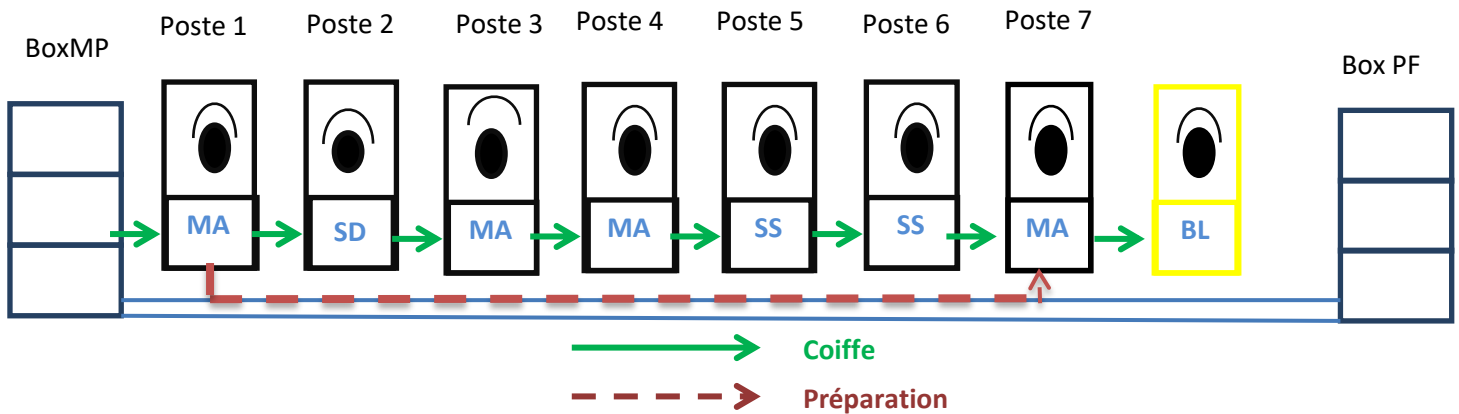 Poste 1 Poste 2 Poste 3 Poste 4 Poste 5 Poste 6 Poste 7
BoxMP
Box PF
MA SD MA MA SS SS MA BL
Coiffe
Préparation